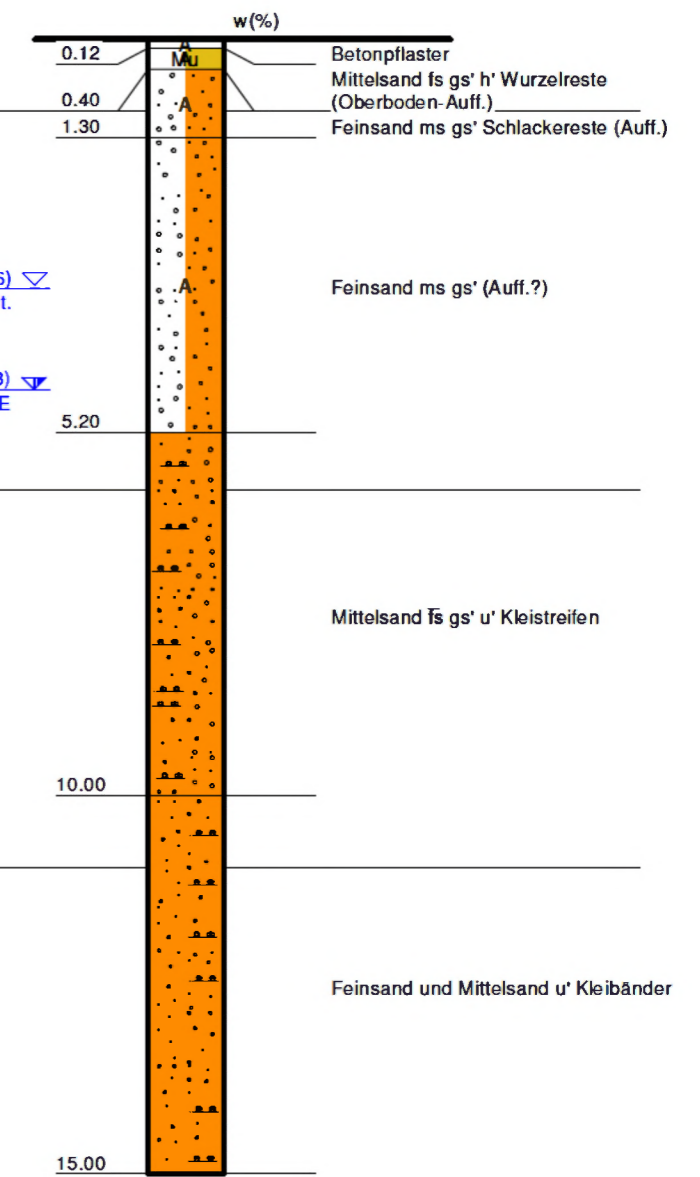 w(%)
A
0.12
Betonpflaster
A
Mu
Mittelsand fs gs' h' Wurzelreste
0.40
A
(Oberboden-Auff.)
1.30
Feinsand ms gs' Schlackereste (Auff.)
) 
t.
A
Feinsand ms gs' (Auff.?)
)
E
5.20
Mittelsand f̅s̅ gs' u' Kleistreifen
10.00
Feinsand und Mittelsand u' Kleibänder
15.00